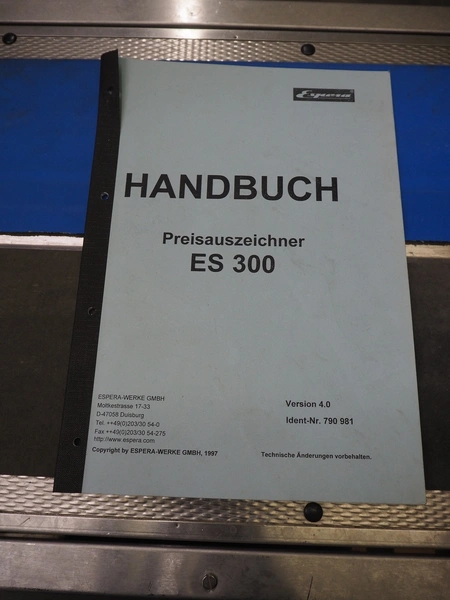 Espera
HANDBUCH
Preisauszeichner
ES 300
ESPERA-WERKE GMBH
Moltkestrasse 17-33
D-47058 Duisburg
Tel. ++49(0)203/30 54-0
Fax ++49(0)203/30 54-275
http://www.espera.com
Copyright by ESPERA-WERKE GMBH, 1997
Version 4.0
Ident-Nr. 790 981
Technische Änderungen vorbehalten.